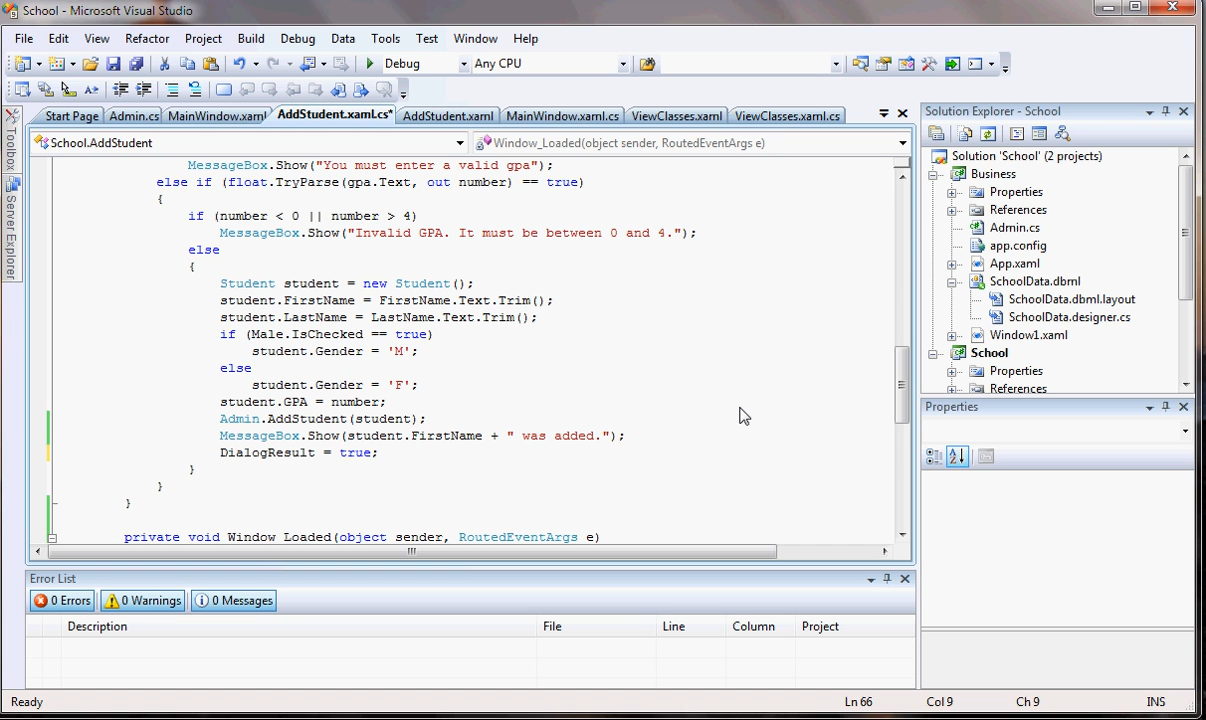 School - Microsoft Visual Studio
File Edit View Refactor Project Build Debug Data Tools Test Window Help
Debug Any CPU
Start Page Admin.cs MainWindow.xaml AddStudent.xaml.cs* AddStudent.xaml MainWindow.xaml.cs ViewClasses.xaml ViewClasses.xaml.cs
School.AddStudent Window_Loaded(object sender, RoutedEventArgs e)
Toolbox
Server Explorer
MessageBox.Show("You must enter a valid gpa");
else if (float.TryParse(gpa.Text, out number) == true)
{
if (number < 0 || number > 4)
MessageBox.Show("Invalid GPA. It must be between 0 and 4.");
else
{
Student student = new Student();
student.FirstName = FirstName.Text.Trim();
student.LastName = LastName.Text.Trim();
if (Male.IsChecked == true)
student.Gender = 'M';
else
student.Gender = 'F';
student.GPA = number;
Admin.AddStudent(student);
MessageBox.Show(student.FirstName + " was added.");
DialogResult = true;
}
}
}
private void Window_Loaded(object sender, RoutedEventArgs e)
Solution Explorer - School
Solution 'School' (2 projects)
Business
Properties
References
Admin.cs
app.config
App.xaml
SchoolData.dbml
SchoolData.dbml.layout
SchoolData.designer.cs
Window1.xaml
School
Properties
References
Properties
Error List
0 Errors 0 Warnings 0 Messages
Description File Line Column Project
Ready Ln 66 Col 9 Ch 9 INS